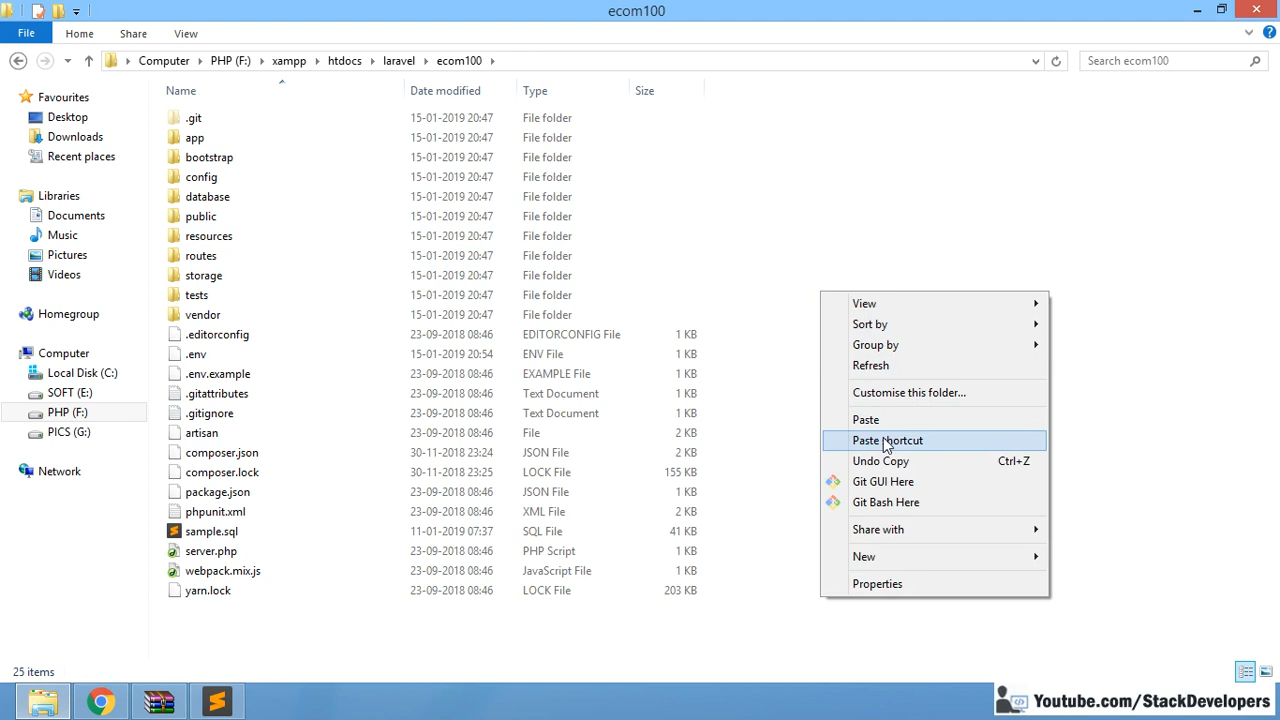 ecom100
File Home Share View
Computer PHP (F:) xampp htdocs laravel ecom100 Search ecom100
Favourites
Desktop
Downloads
Recent places
Libraries
Documents
Music
Pictures
Videos
Homegroup
Computer
Local Disk (C:)
SOFT (E:)
PHP (F:)
PICS (G:)
Network
Name Date modified Type Size
.git 15-01-2019 20:47 File folder
app 15-01-2019 20:47 File folder
bootstrap 15-01-2019 20:47 File folder
config 15-01-2019 20:47 File folder
database 15-01-2019 20:47 File folder
public 15-01-2019 20:47 File folder
resources 15-01-2019 20:47 File folder
routes 15-01-2019 20:47 File folder
storage 15-01-2019 20:47 File folder
tests 15-01-2019 20:47 File folder
vendor 15-01-2019 20:47 File folder
.editorconfig 23-09-2018 08:46 EDITORCONFIG File 1 KB
.env 15-01-2019 20:54 ENV File 1 KB
.env.example 23-09-2018 08:46 EXAMPLE File 1 KB
.gitattributes 23-09-2018 08:46 Text Document 1 KB
.gitignore 23-09-2018 08:46 Text Document 1 KB
artisan 23-09-2018 08:46 File 2 KB
composer.json 30-11-2018 23:24 JSON File 2 KB
composer.lock 30-11-2018 23:25 LOCK File 155 KB
package.json 23-09-2018 08:46 JSON File 2 KB
phpunit.xml 23-09-2018 08:46 XML File 2 KB
sample.sql 11-01-2019 07:37 SQL File 41 KB
server.php 23-09-2018 08:46 PHP Script 1 KB
webpack.mix.js 23-09-2018 08:46 JavaScript File 1 KB
yarn.lock 23-09-2018 08:46 LOCK File 203 KB
View
Sort by
Group by
Refresh
Customise this folder...
Paste
Paste shortcut
Undo Copy Ctrl+Z
Git GUI Here
Git Bash Here
Share with
New
Properties
25 items
Youtube.com/StackDevelopers